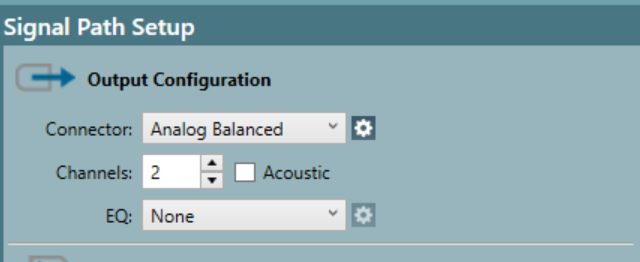 Signal Path Setup
Output Configuration
Connector: Analog Balanced
Channels: 2 Acoustic
EQ: None